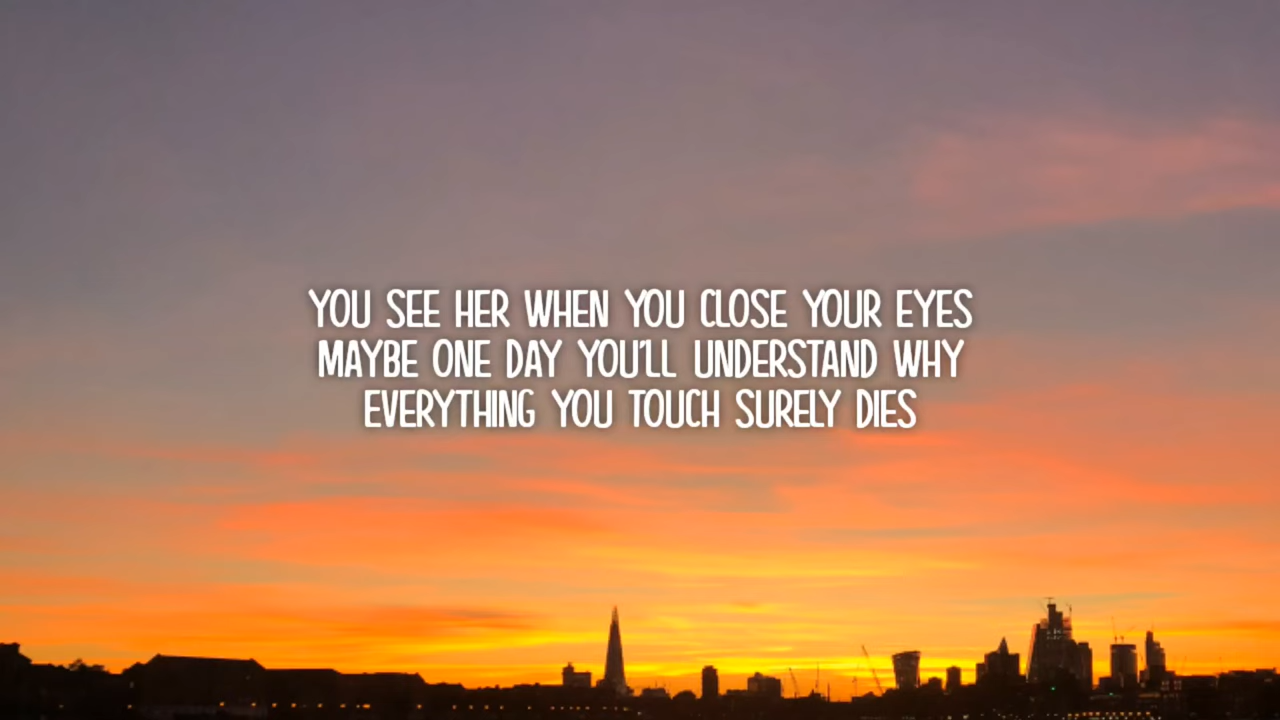 YOU SEE HER WHEN YOU CLOSE YOUR EYES
MAYBE ONE DAY YOU'LL UNDERSTAND WHY
EVERYTHING YOU TOUCH SURELY DIES